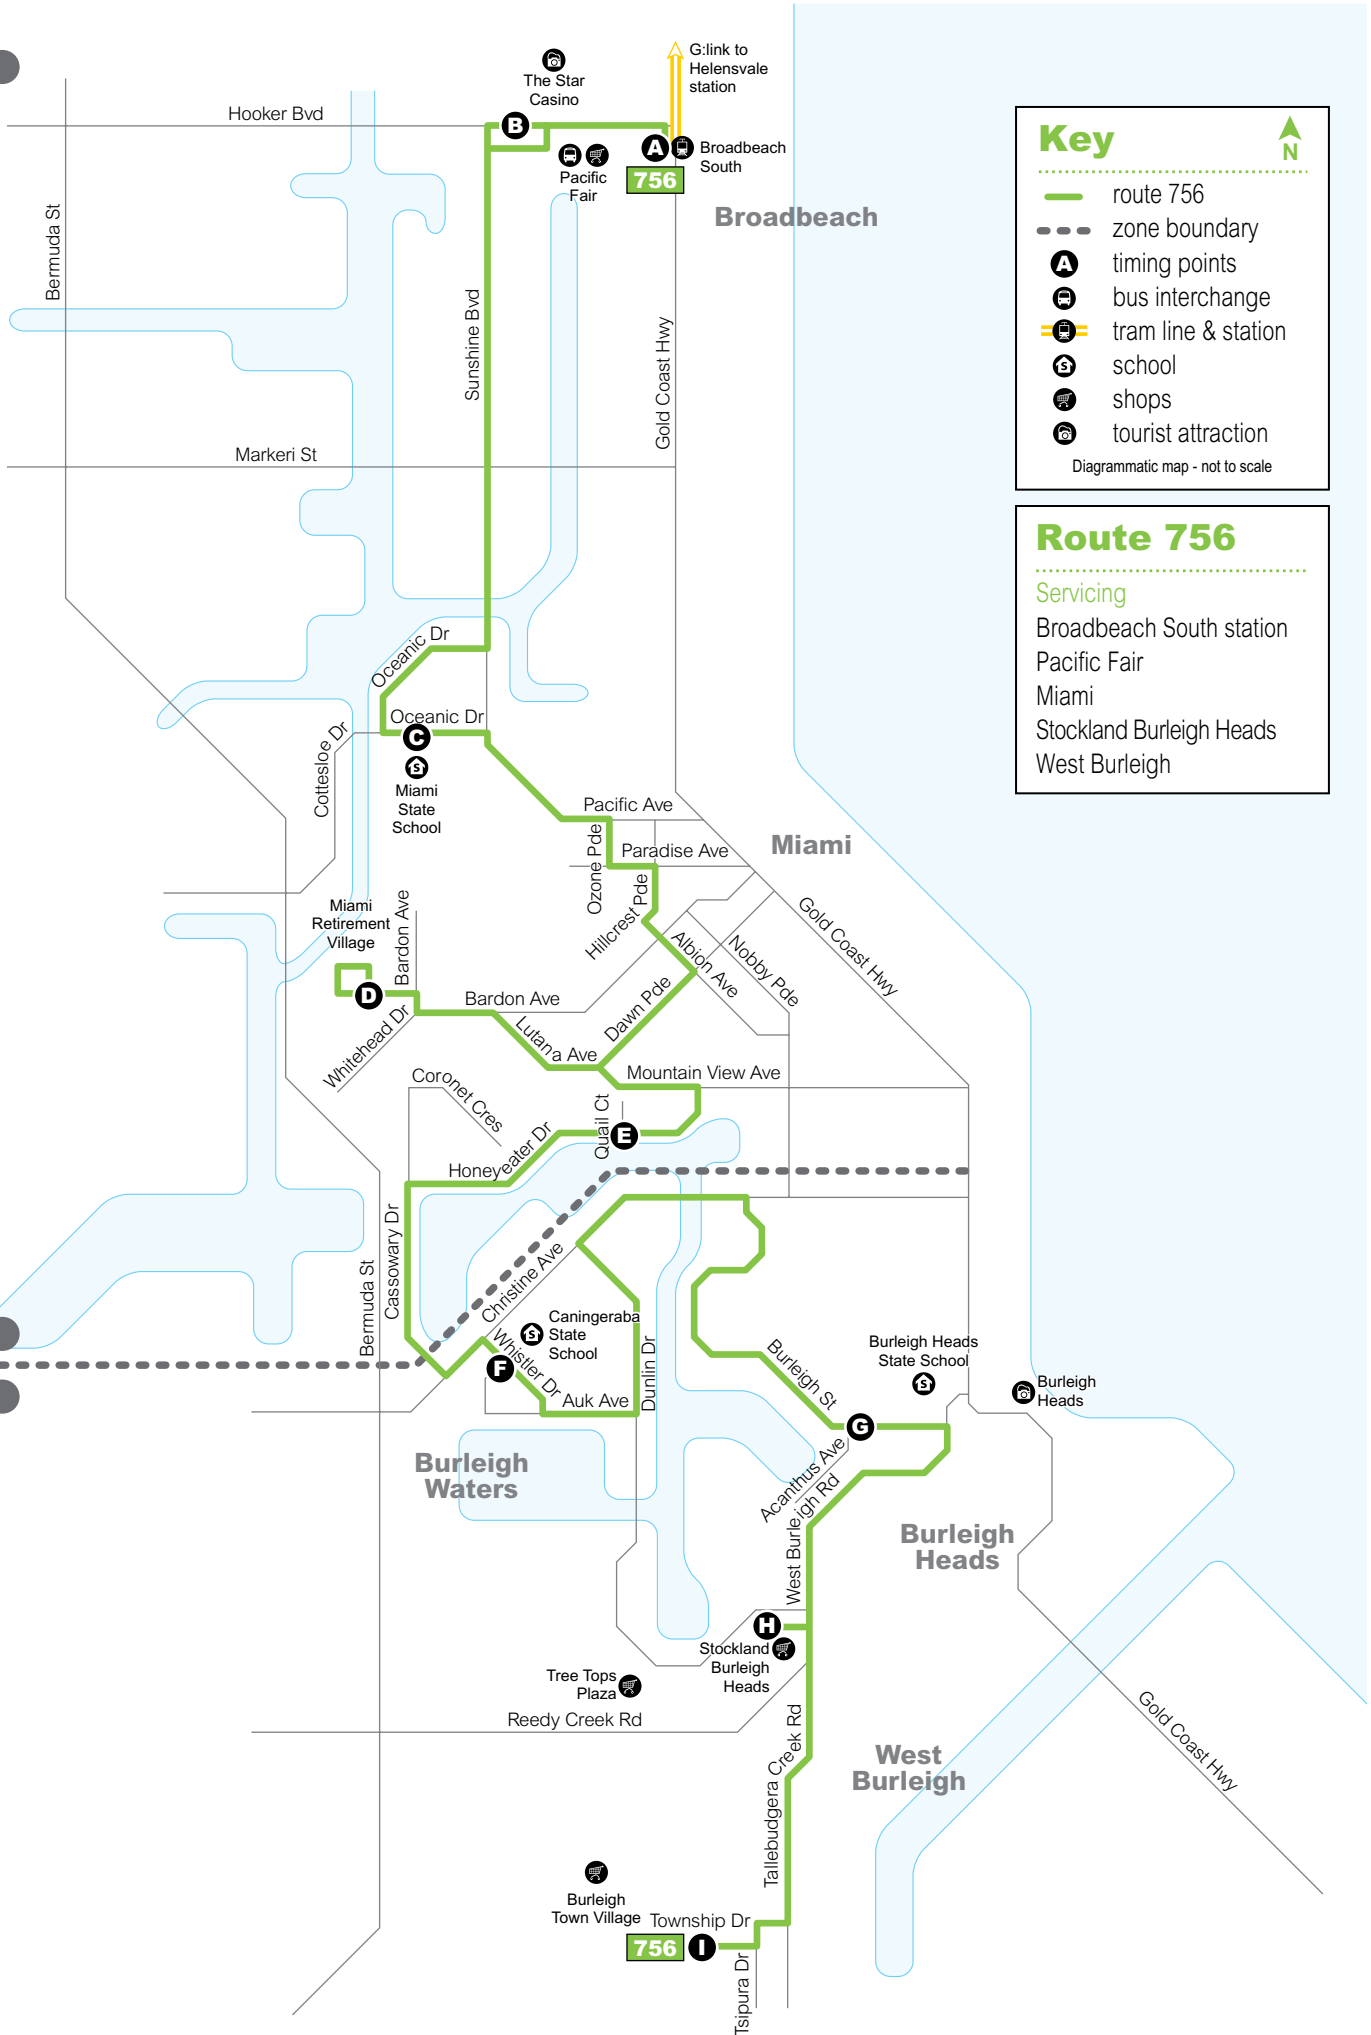 G:link to
Helensvale
station
The Star
Casino
Hooker Bvd
B
A
Broadbeach
South
Pacific
Fair
756
Broadbeach
Key
N
route 756
zone boundary
A
timing points
bus interchange
tram line & station
S
school
shops
tourist attraction
Diagrammatic map - not to scale
Route 756
Servicing
Broadbeach South station
Pacific Fair
Miami
Stockland Burleigh Heads
West Burleigh
Bermuda St
Sunshine Bvd
Gold Coast Hwy
Markeri St
Oceanic Dr
Oceanic Dr
C
S
Miami
State
School
Cottesloe Dr
Pacific Ave
Ozone Pde
Paradise Ave
Miami
Hillcrest Pde
Gold Coast Hwy
Albion Ave
Nobby Pde
Miami
Retirement
Village
Bardon Ave
D
Bardon Ave
Whitehead Dr
Lutana Ave
Dawn Pde
Mountain View Ave
Coronet Cres
Quail Ct
E
Honeyeater Dr
Cassowary Dr
Bermuda St
Christine Ave
S
Caningeraba
State
School
Whistler Dr
F
Auk Ave
Dunlin Dr
Burleigh St
Burleigh Heads
State School
S
Burleigh
Heads
G
Acanthus Ave
Burleigh
Waters
West Burleigh Rd
Burleigh
Heads
H
Stockland
Burleigh
Heads
Tree Tops
Plaza
Reedy Creek Rd
Tallebudgera Creek Rd
West
Burleigh
Gold Coast Hwy
Burleigh
Town Village
Township Dr
756
I
Tsipura Dr